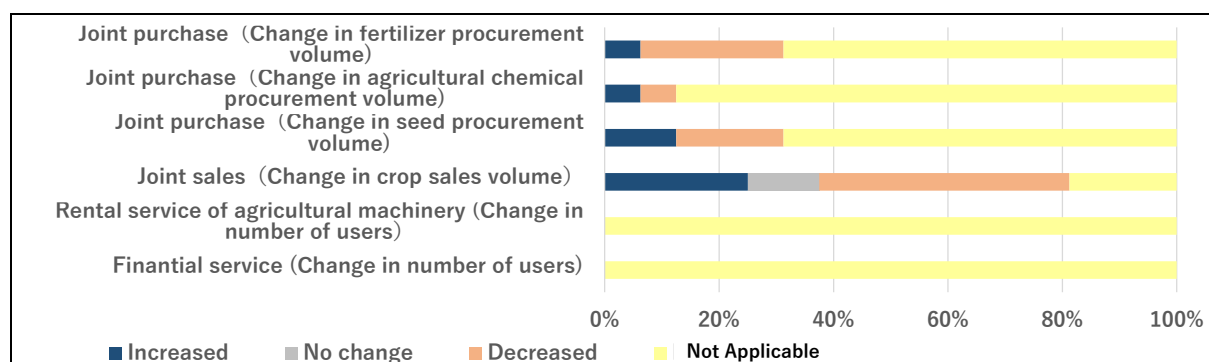 Joint purchase（Change in fertilizer procurement
volume）
Joint purchase（Change in agricultural chemical
procurement volume）
Joint purchase（Change in seed procurement
volume）
Joint sales（Change in crop sales volume）
Rental service of agricultural machinery (Change in
number of users）
Finantial service (Change in number of users)
0% 20% 40% 60% 80% 100%
Increased No change Decreased Not Applicable